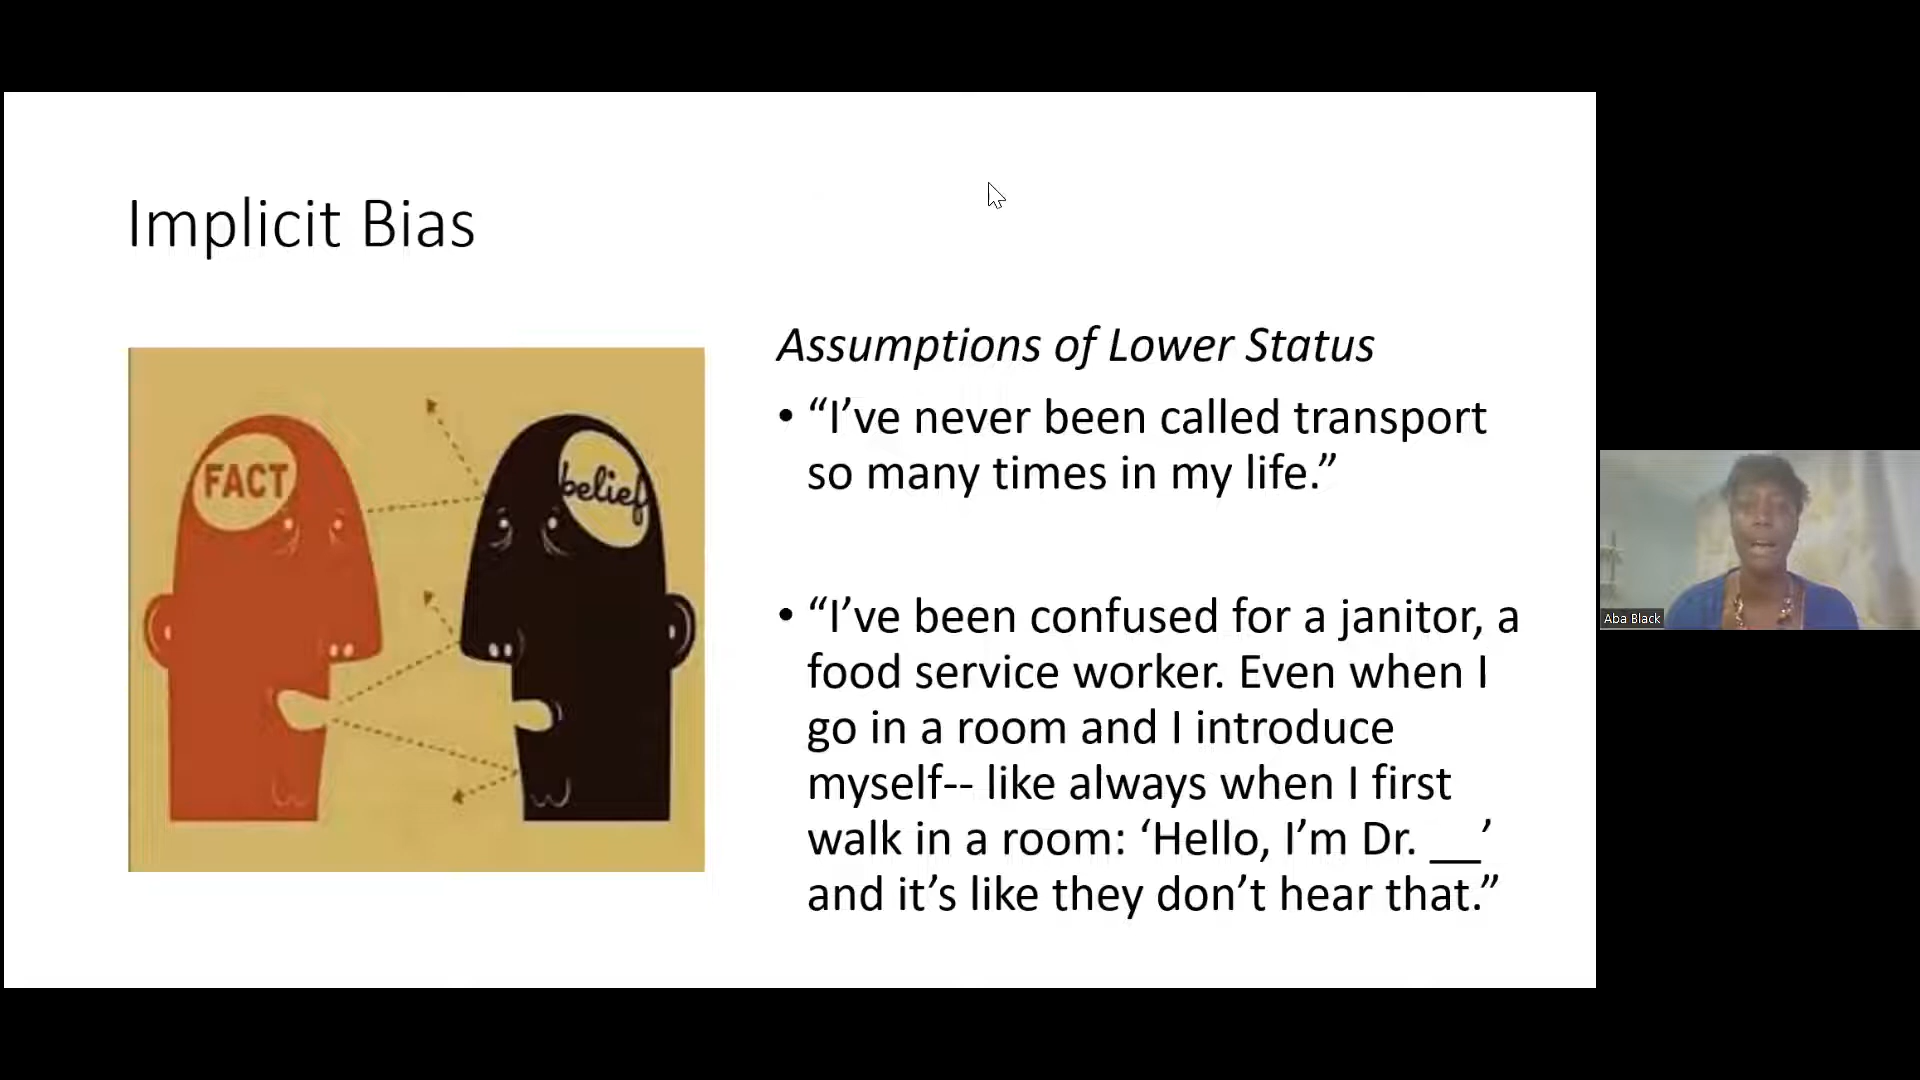 Implicit Bias
FACT
belief
Assumptions of Lower Status
• “I’ve never been called transport
so many times in my life.”
• “I’ve been confused for a janitor, a
food service worker. Even when I
go in a room and I introduce
myself-- like always when I first
walk in a room: ‘Hello, I’m Dr. __’
and it’s like they don’t hear that.”
Aba Black